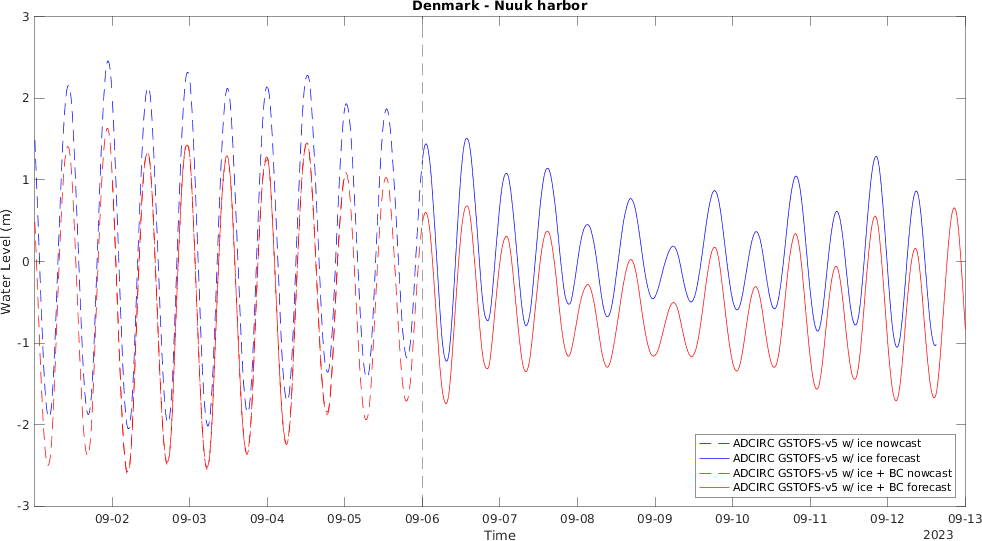 Denmark - Nuuk harbor
3
2
1
0
-1
-2
-3
Water Level (m)
ADCIRC GSTOFS-v5 w/ ice nowcast
ADCIRC GSTOFS-v5 w/ ice forecast
ADCIRC GSTOFS-v5 w/ ice + BC nowcast
ADCIRC GSTOFS-v5 w/ ice + BC forecast
09-02 09-03 09-04 09-05 09-06 09-07 09-08 09-09 09-10 09-11 09-12 09-13
Time
2023